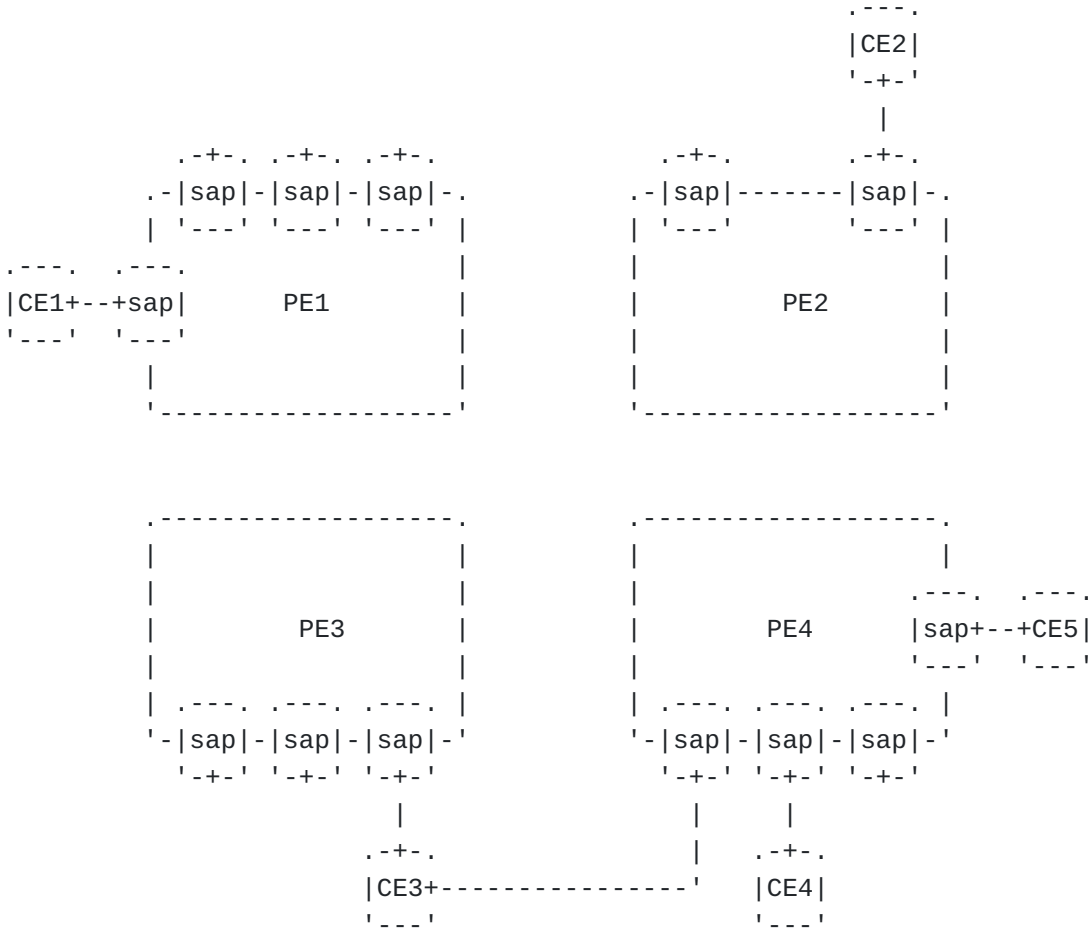 .---.
                                                      |CE2|
                                                      '-+-'
                                                        |
           .-+-. .-+-. .-+-.              .-+-.       .-+-.
         .-|sap|-|sap|-|sap|-.          .-|sap|-------|sap|-.
         | '---' '---' '---' |          | '---'       '---' |
.---.  .---.                 |          |                   |
|CE1+--+sap|      PE1        |          |         PE2       |
'---'  '---'                 |          |                   |
         |                   |          |                   |
         '-------------------'          '-------------------'


         .-------------------.          .-------------------.
         |                   |          |                   |
         |                   |          |                 .---.  .---.
         |         PE3       |          |        PE4      |sap+--+CE5|
         |                   |          |                 '---'  '---'
         | .---. .---. .---. |          | .---. .---. .---. |
         '-|sap|-|sap|-|sap|-'          '-|sap|-|sap|-|sap|-'
           '-+-' '-+-' '-+-'              '-+-' '-+-' '-+-'
                         |                  |     |
                       .-+-.                |   .-+-.
                       |CE3+----------------'   |CE4|
                       '---'                    '---'